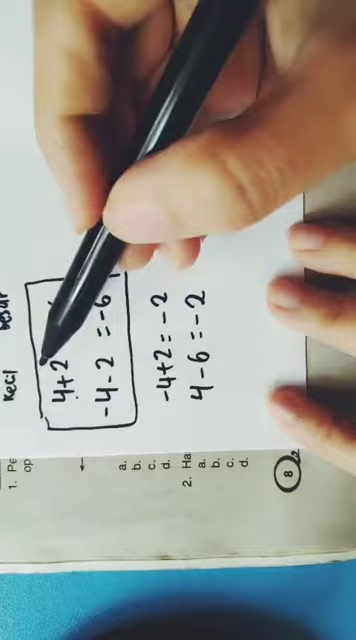 Kecil besar
4+2
-4-2 = -6
-4+2 = -2
4-6 = -2
1. Pe
op
←
a.
b.
c.
d.
2. Ha
a.
b.
c.
d.
8